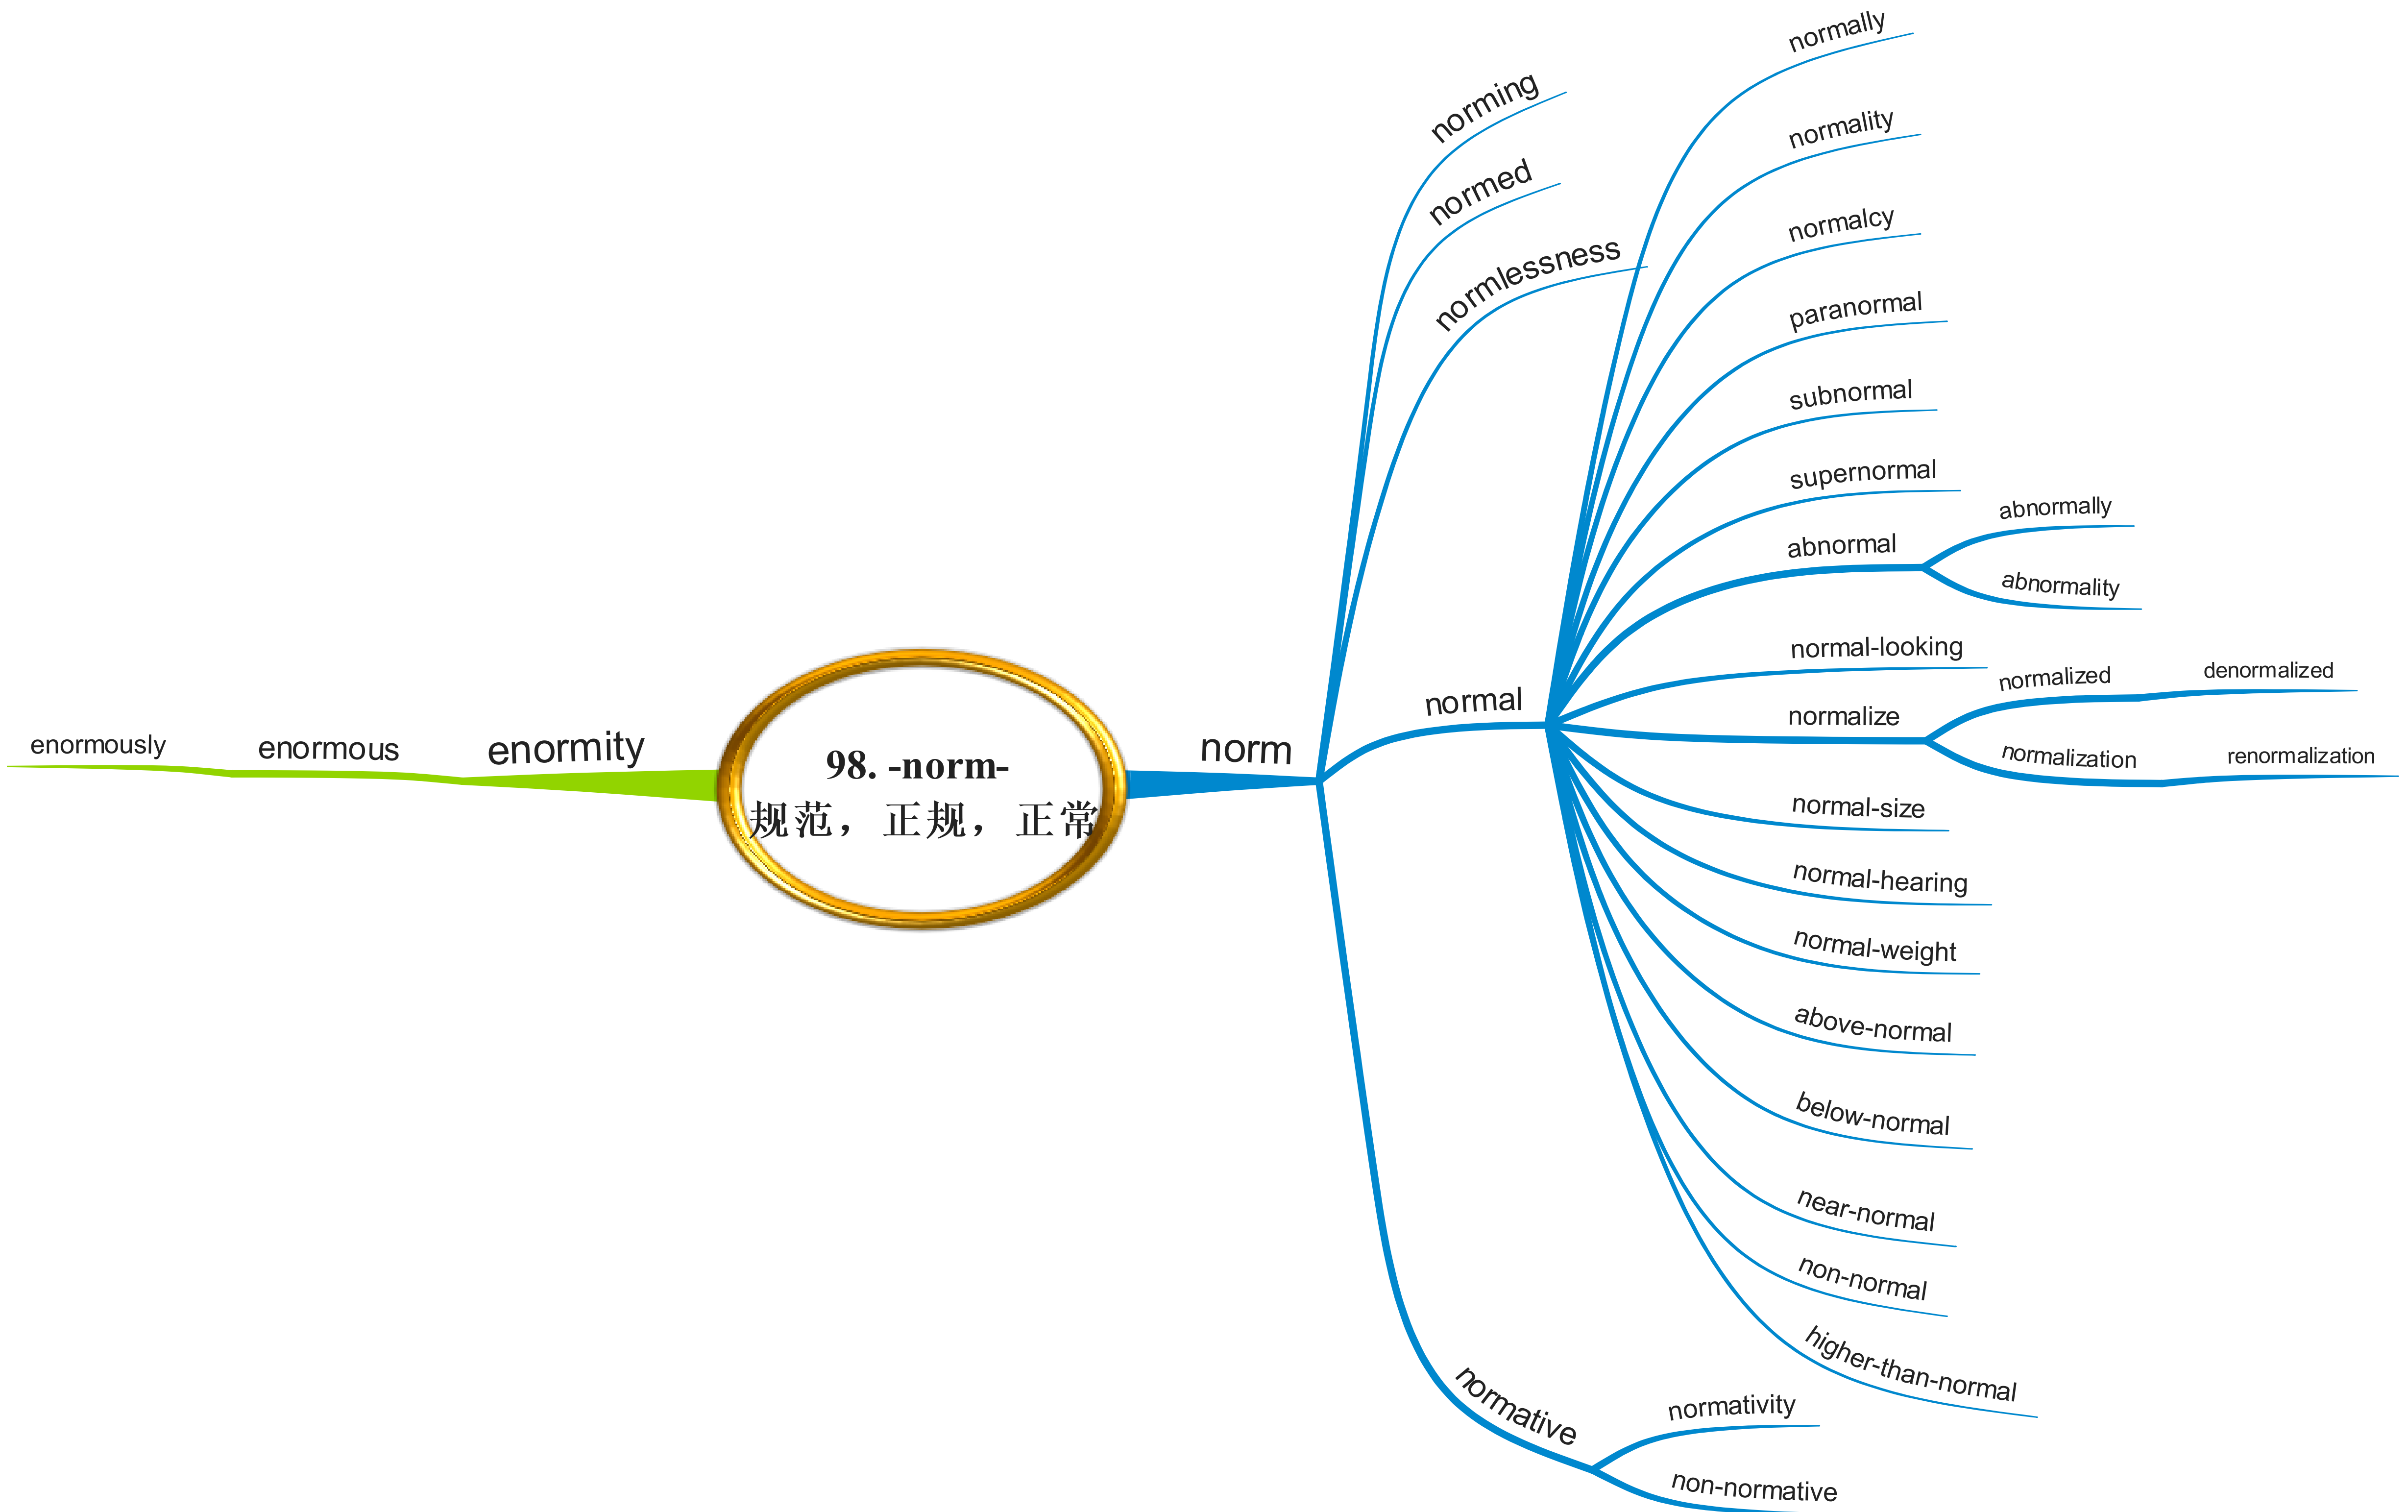 98. -norm-
规范，正规，正常
enormity
enormous
enormously
norm
norming
normed
normlessness
normal
normally
normality
normalcy
paranormal
subnormal
supernormal
abnormal
abnormally
abnormality
normal-looking
normalize
normalized
denormalized
normalization
renormalization
normal-size
normal-hearing
normal-weight
above-normal
below-normal
near-normal
non-normal
higher-than-normal
normative
normativity
non-normative